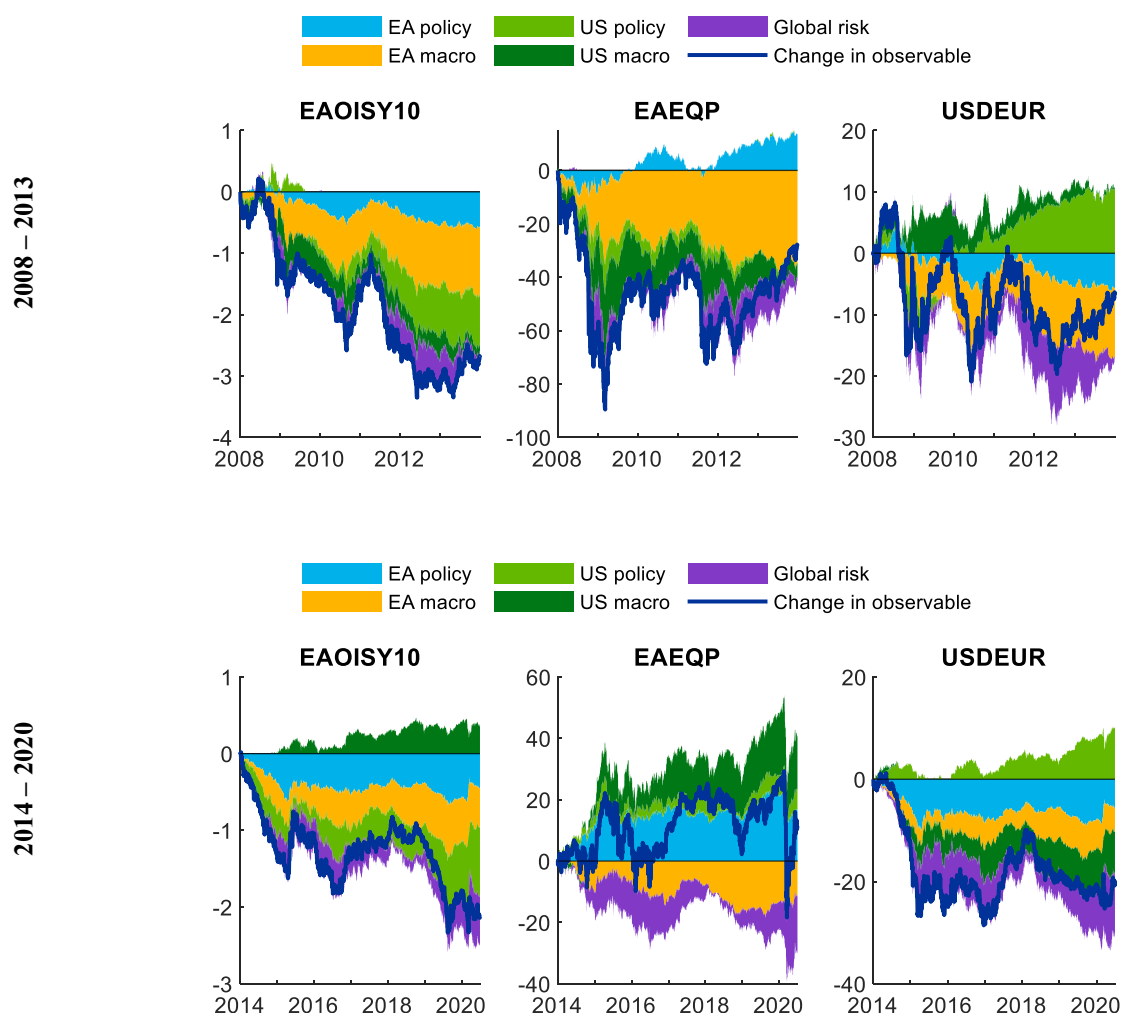 EA policy US policy Global risk
EA macro US macro Change in observable
2008 – 2013
EAOISY10 EAEQP USDEUR
1 0 20
0 -20 10
-1 -40 0
-2 -60 -10
-3 -80 -20
-4 -100 -30
2008 2010 2012 2008 2010 2012 2008 2010 2012
EA policy US policy Global risk
EA macro US macro Change in observable
2014 – 2020
EAOISY10 EAEQP USDEUR
1 60 20
0 40 0
-1 20 -20
-2 0 -40
-3 -20
-40
2014 2016 2018 2020 2014 2016 2018 2020 2014 2016 2018 2020